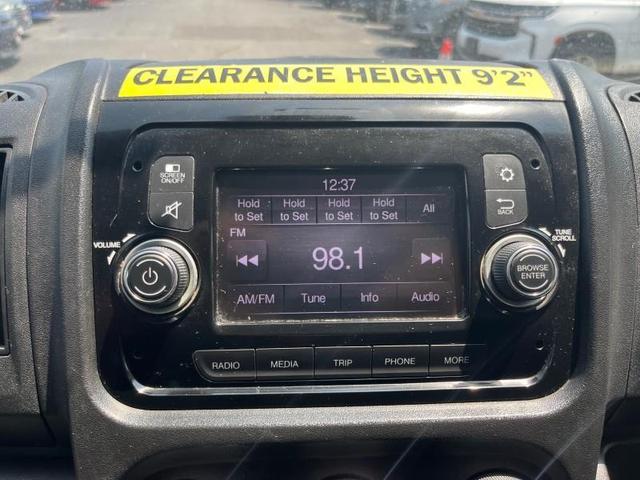 CLEARANCE HEIGHT 9'2"
SCREEN
ON/OFF
12:37
Hold
to Set
Hold
to Set
Hold
to Set
Hold
to Set
All
BACK
FM
VOLUME
TUNE
SCROLL
98.1
BROWSE
ENTER
AM/FM
Tune
Info
Audio
RADIO
MEDIA
TRIP
PHONE
MORE